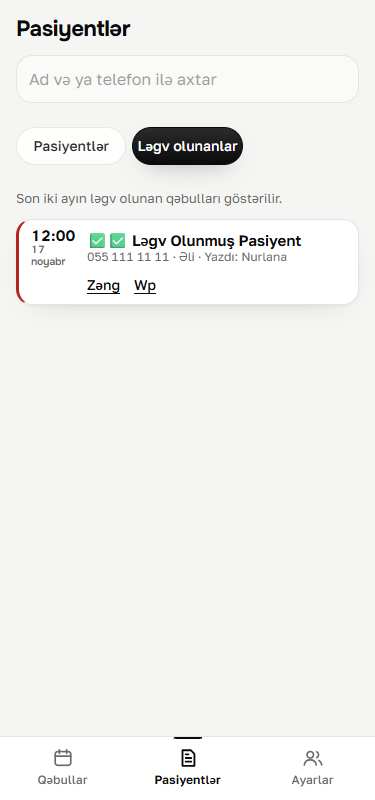 Pasiyentlər
Ad və ya telefon ilə axtar
Pasiyentlər
Ləgv olunanlar
Son iki ayın ləgv olunan qəbulları göstərilir.
12:00
17
noyabr
✅ ✅ Ləgv Olunmuş Pasiyent
055 111 11 11 · Əli · Yazdı: Nurlana
Zəng Wp
Qəbullar
Pasiyentlər
Ayarlar